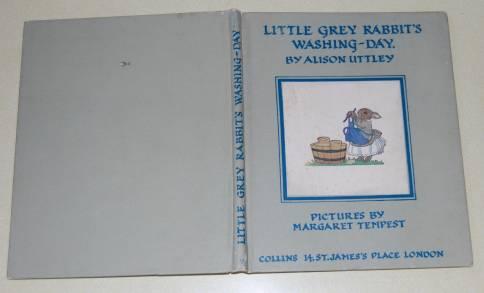 LITTLE GREY RABBIT'S WASHING-DAY
LITTLE GREY RABBIT'S
WASHING-DAY.
BY ALISON UTTLEY
PICTURES BY
MARGARET TEMPEST
COLLINS 14, ST. JAMES'S PLACE LONDON